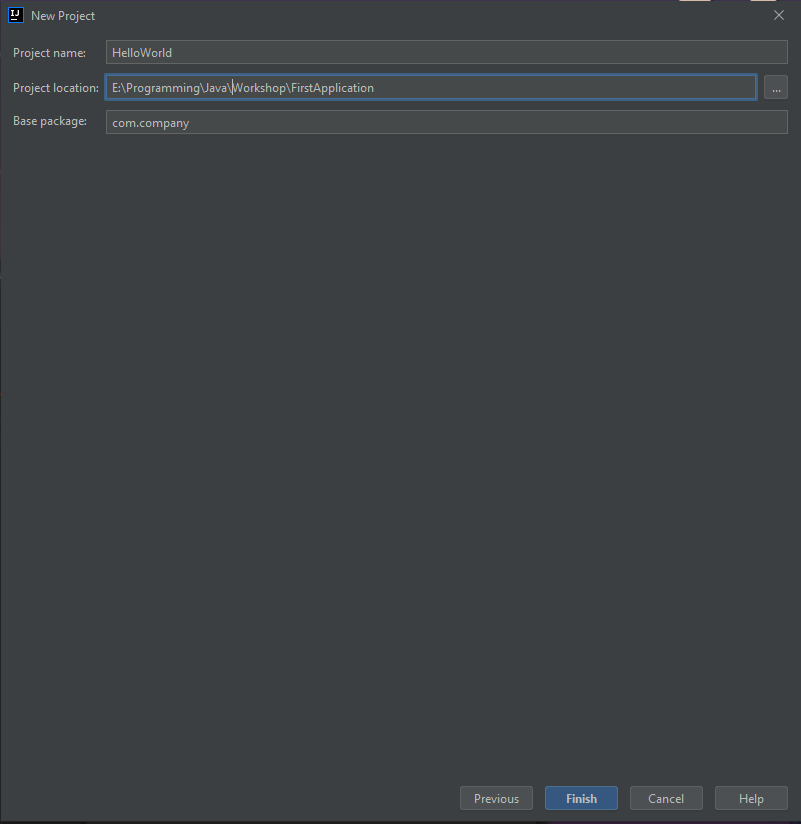 IJ New Project
Project name: HelloWorld
Project location: E:\Programming\Java\Workshop\FirstApplication ...
Base package: com.company
Previous Finish Cancel Help